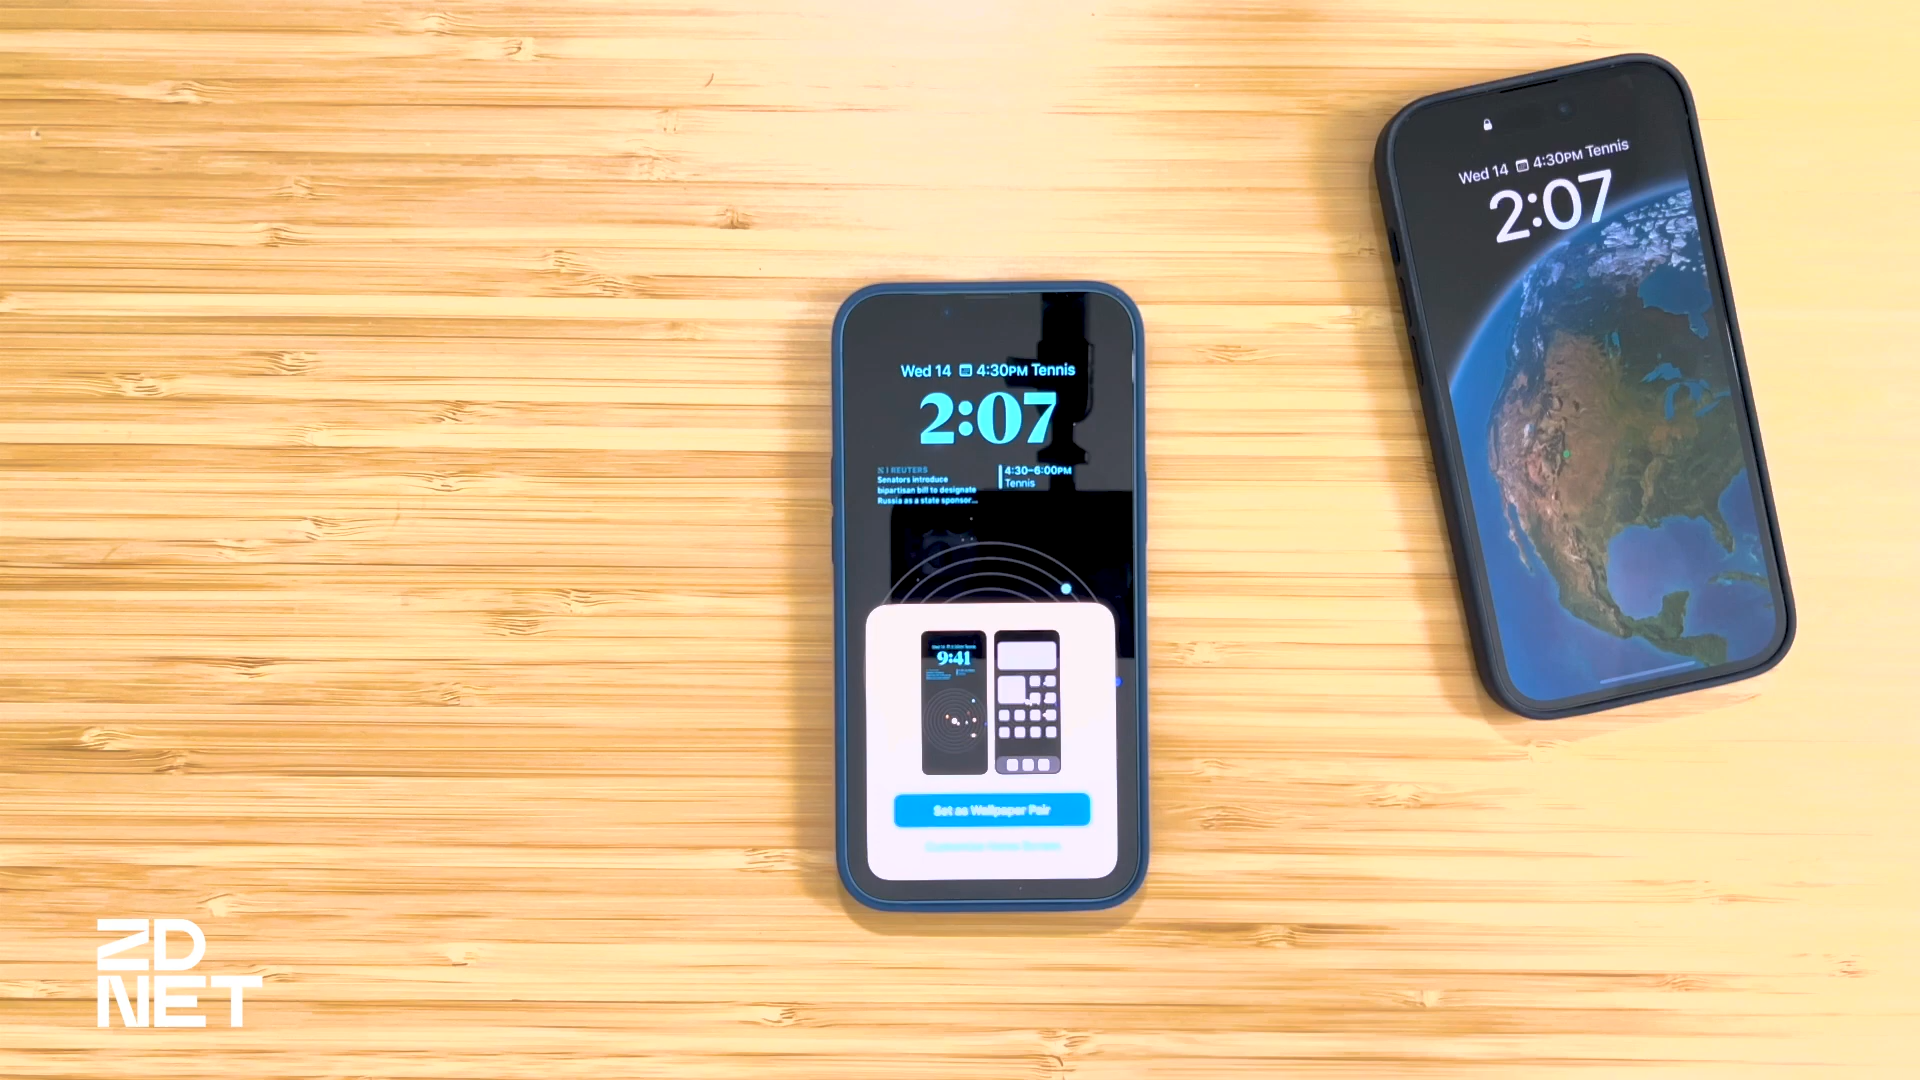 Wed 14 4:30PM Tennis
2:07
REUTERS
Senators introduce
bipartisan bill to designate
Russia as a state sponsor...
4:30–6:00PM
Tennis
9:41
Set as Wallpaper Pair
Wed 14 4:30PM Tennis
2:07
ZD
NET